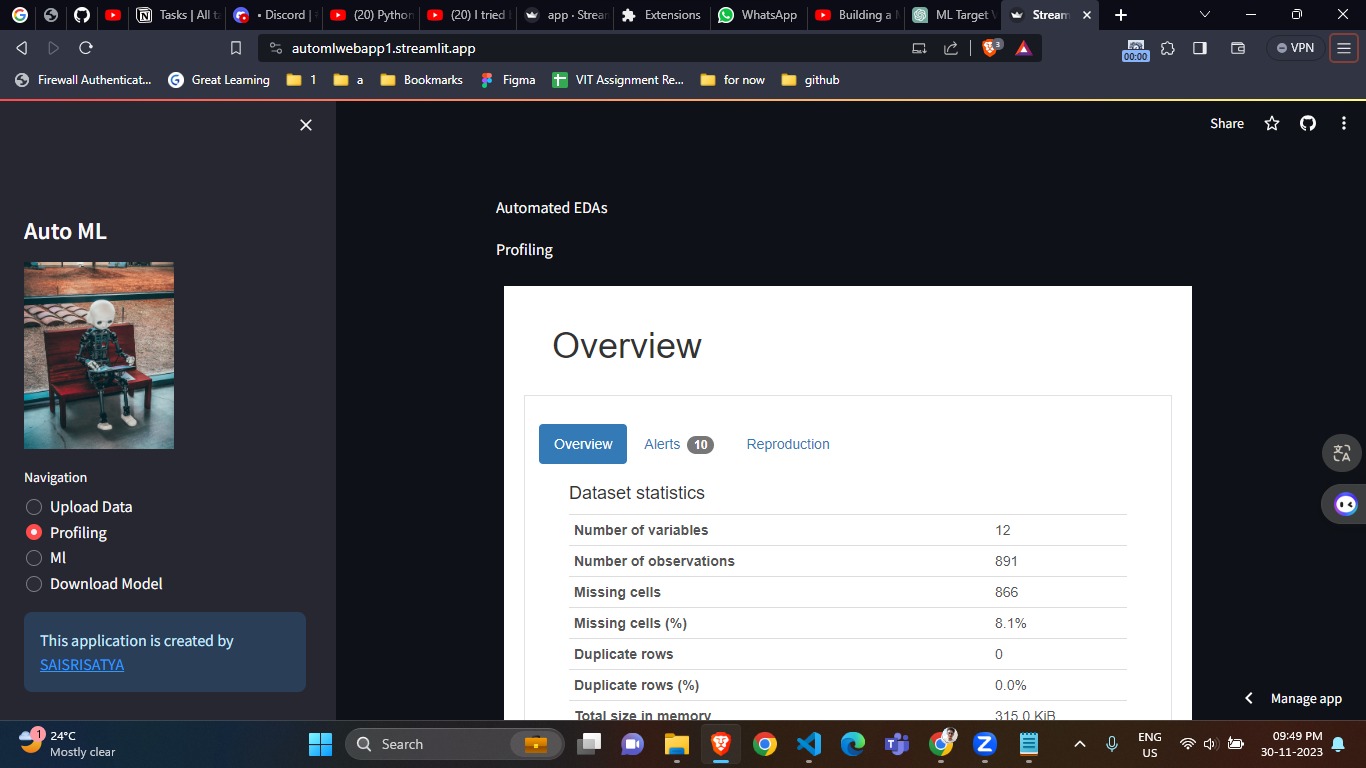 Tasks | All t
• Discord |
(20) Python
(20) I tried
app · Strean
Extensions
WhatsApp
Building a
ML Target
Stream
automlwebapp1.streamlit.app
3
00:00
VPN
Firewall Authenticat...
Great Learning
1
a
Bookmarks
Figma
VIT Assignment Re...
for now
github
Share
Auto ML
Navigation
Upload Data
Profiling
Ml
Download Model
This application is created by
SAISRISATYA
Automated EDAs
Profiling
Overview
Overview
Alerts 10
Reproduction
Dataset statistics
Number of variables 12
Number of observations 891
Missing cells 866
Missing cells (%) 8.1%
Duplicate rows 0
Duplicate rows (%) 0.0%
Total size in memory 315.0 KiB
Manage app
1
24°C
Mostly clear
Search
ENG
US
09:49 PM
30-11-2023